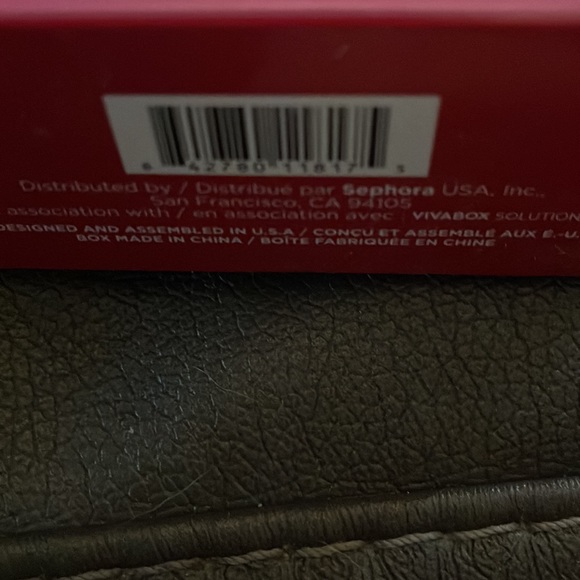 8 42780 11817 5
Distributed by / Distribué par Sephora USA, Inc.,
San Francisco, CA 94105
association with / en association avec : VIVABOX SOLUTION
DESIGNED AND ASSEMBLED IN U.S.A / CONÇU ET ASSEMBLÉ AUX É.-U.
BOX MADE IN CHINA / BOÎTE FABRIQUÉE EN CHINE